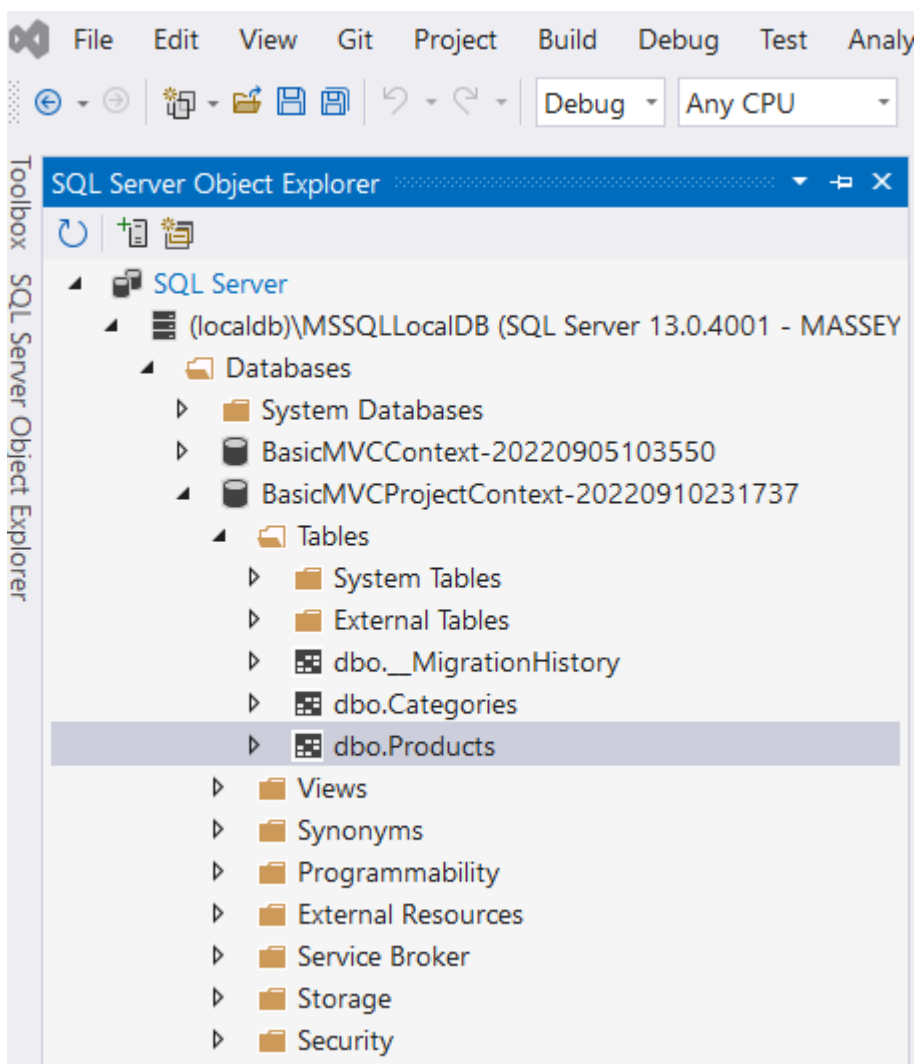 File Edit View Git Project Build Debug Test Analy
Debug Any CPU
Toolbox
SQL Server Object Explorer
SQL Server Object Explorer
SQL Server
(localdb)\MSSQLLocalDB (SQL Server 13.0.4001 - MASSEY
Databases
System Databases
BasicMVCContext-20220905103550
BasicMVCProjectContext-20220910231737
Tables
System Tables
External Tables
dbo.__MigrationHistory
dbo.Categories
dbo.Products
Views
Synonyms
Programmability
External Resources
Service Broker
Storage
Security